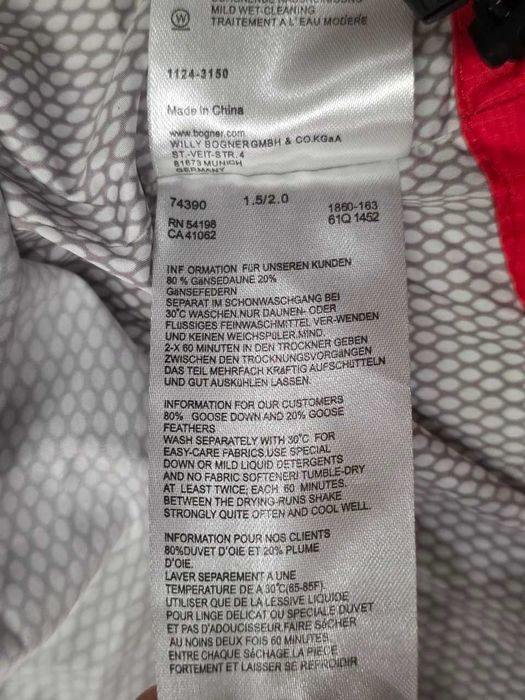 MILD WET-CLEANING
TRAITEMENT A L'EAU MODERE
W
1124-3150
Made in China
www.bogner.com
WILLY BOGNERGMBH & CO.KGaA
ST.-VEIT-STR.4
81673 MUNICH
GERMANY
74390 1.5/2.0 1860-163
RN 54198 61Q 1452
CA 41062
INF ORMATION FüR UNSEREN KUNDEN
80 % GäNSEDAUNE 20%
GäNSEFEDERN
SEPARAT IM SCHONWASCHGANG BEI
30°C WASCHEN.NUR DAUNEN- ODER
FLüSSIGES FEINWASCHMITTEL VER-WENDEN
UND KEINEN WEICHSPüLER.MIND.
2-X 60 MINUTEN IN DEN TROCKNER GEBEN
ZWISCHEN DEN TROCKNUNGSVORGäNGEN
DAS TEIL MEHRFACH KRäFTIG AUFSCHüTTELN
UND GUT AUSKüHLEN LASSEN.
INFORMATION FOR OUR CUSTOMERS
80% GOOSE DOWN AND 20% GOOSE
FEATHERS
WASH SEPARATELY WITH 30°C FOR
EASY-CARE FABRICS.USE SPECIAL
DOWN OR MILD LIQUID DETERGENTS
AND NO FABRIC SOFTENER! TUMBLE-DRY
AT LEAST TWICE, EACH 60 MINUTES.
BETWEEN THE DRYING-RUNS SHAKE
STRONGLY QUITE OFTEN AND COOL WELL.
INFORMATION POUR NOS CLIENTS
80%DUVET D'OIE ET 20% PLUME
D'OIE.
LAVER SEPAREMENT A UNE
TEMPERATURE DE A 30°C(65-85F).
UTILISER QUE DE LA LESSIVE LIQUIDE
POUR LINGE DELICAT OU SPECIALE DUVET
ET PAS D'ADOUCISSEUR.FAIRE SéCHER
AU NOINS DEUX FOIS 60 MINUTES.
ENTRE CHAQUE SéCHAGE.LA PIECE
FORTEMENT ET LAISSER SE REFROIDIR